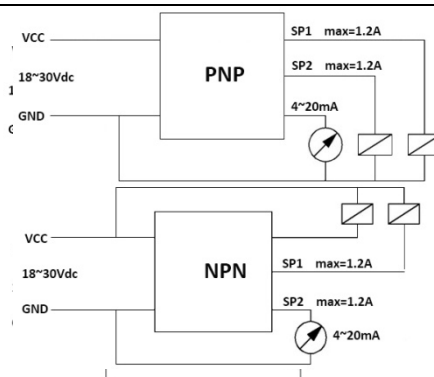 VCC
SP1 max=1.2A
PNP
SP2 max=1.2A
18~30Vdc
4~20mA
GND
VCC
NPN
SP1 max=1.2A
18~30Vdc
SP2 max=1.2A
GND
4~20mA